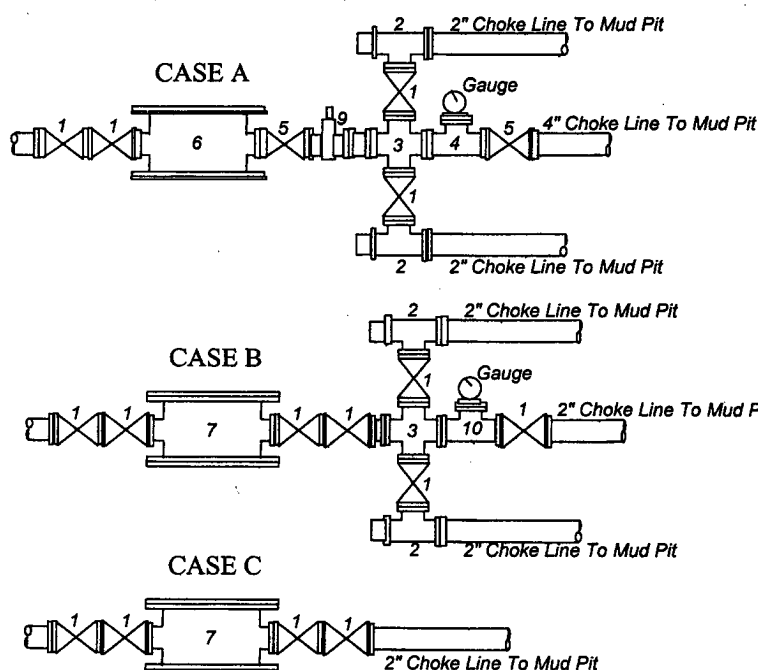 2 2" Choke Line To Mud Pit
CASE A
1 Gauge
1 1 6 5 9 3 4 5 4" Choke Line To Mud Pit
1
2 2" Choke Line To Mud Pit
2 2" Choke Line To Mud Pit
CASE B
1 Gauge
1 1 7 1 1 3 10 1 2" Choke Line To Mud P
1
2 2" Choke Line To Mud Pit
CASE C
1 1 7 1 1
2" Choke Line To Mud Pit